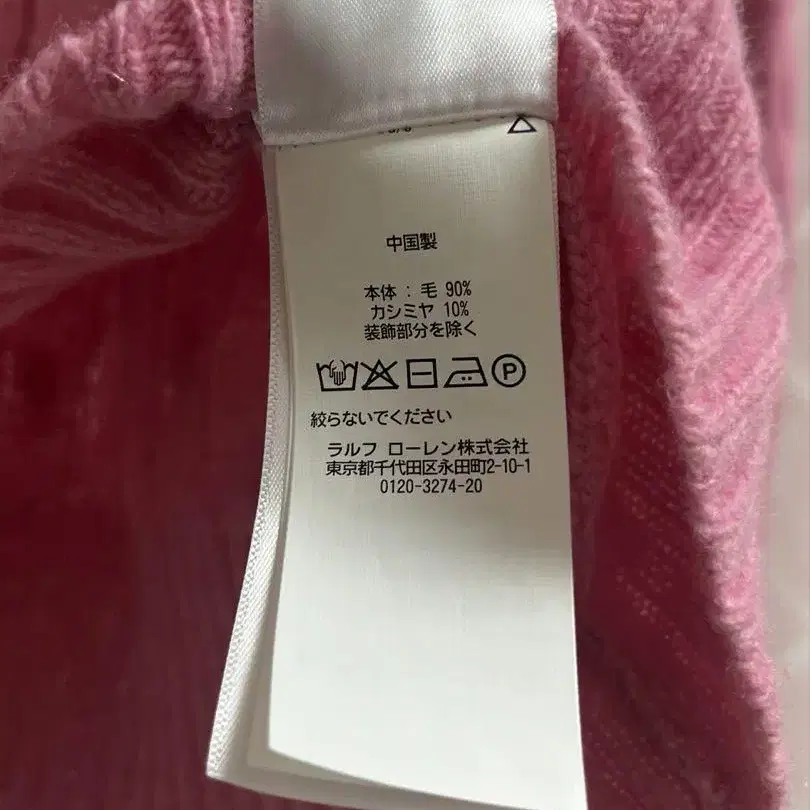 中国製
本体 : 毛 90%
カシミヤ 10%
装飾部分を除く
P
絞らないでください
ラルフ ローレン株式会社
東京都千代田区永田町2-10-1
0120-3274-20